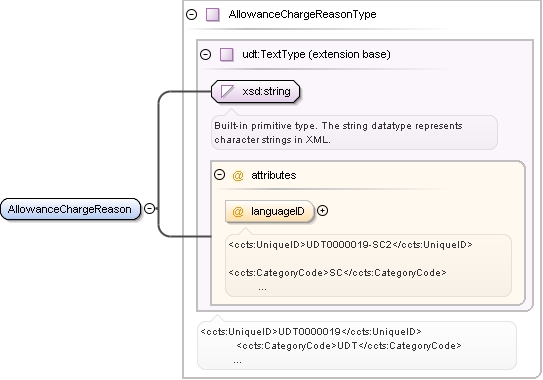 AllowanceChargeReasonType
udt:TextType (extension base)
xsd:string
Built-in primitive type. The string datatype represents
character strings in XML.
@ attributes
AllowanceChargeReason
@ languageID
<ccts:UniqueID>UDT0000019-SC2</ccts:UniqueID>
<ccts:CategoryCode>SC</ccts:CategoryCode>
...
<ccts:UniqueID>UDT0000019</ccts:UniqueID>
<ccts:CategoryCode>UDT</ccts:CategoryCode>
...